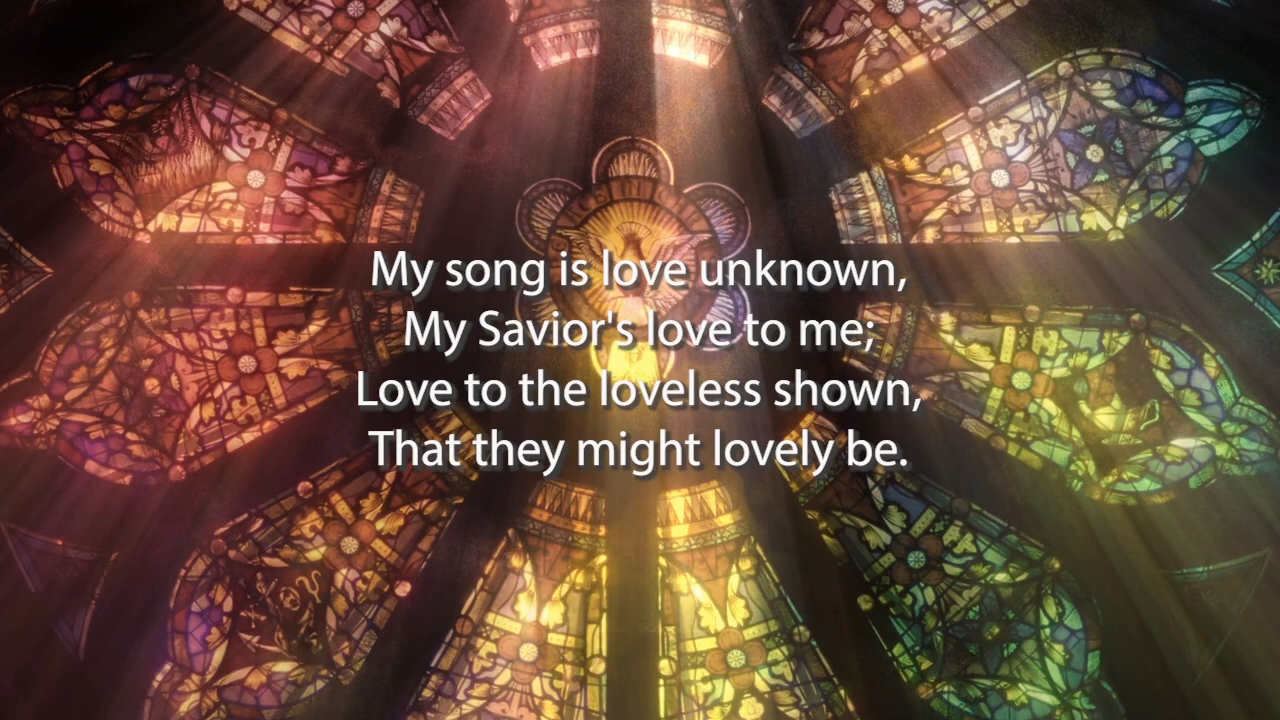 My song is love unknown,
My Savior's love to me;
Love to the loveless shown,
That they might lovely be.